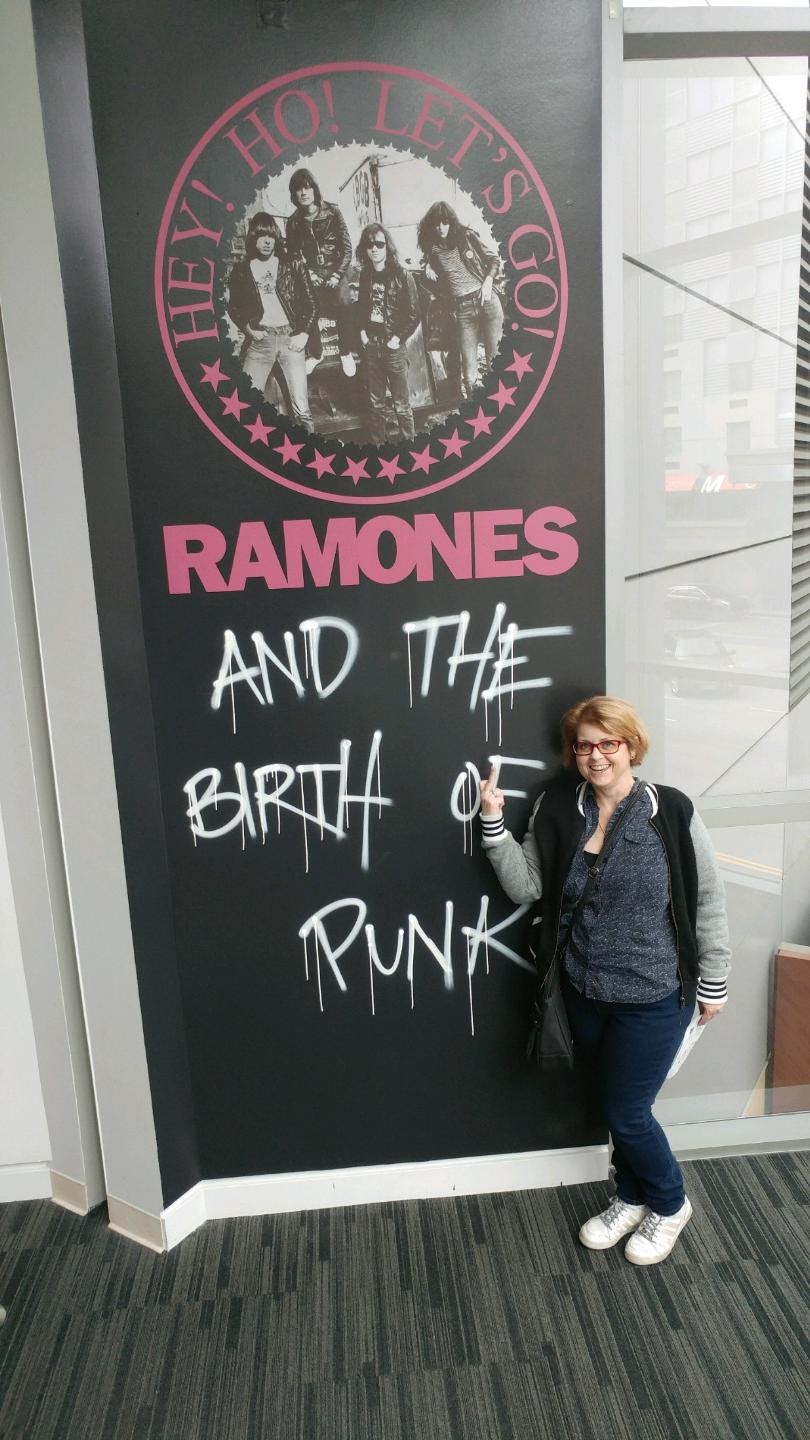 HEY! HO! LET'S GO!
RAMONES
AND THE
BIRTH OF
PUNK